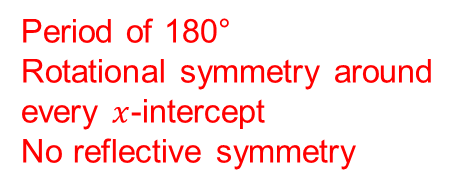 Period of 180°
Rotational symmetry around
every 𝑥-intercept
No reflective symmetry